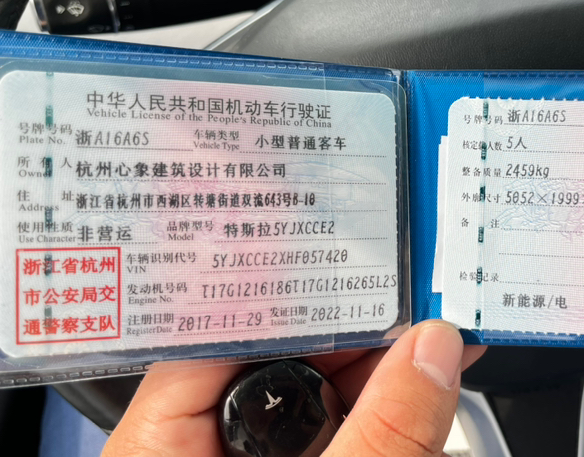 中华人民共和国机动车行驶证
Vehicle License of the People's Republic of China
号牌号码 Plate No. 浙A16A6S 车辆类型 Vehicle Type 小型普通客车
所有人 Owner 杭州心象建筑设计有限公司
住址 Address 浙江省杭州市西湖区转塘街道双流643号8-10
使用性质 Use Character 非营运 品牌型号 Model 特斯拉5YJXCCE2
车辆识别代号 VIN 5YJXCCE2XHF057420
发动机号码 Engine No. T17G1216186T17G1216265L2S
注册日期 Register Date 2017-11-29 发证日期 Issue Date 2022-11-16
浙江省杭州
市公安局交
通警察支队
号牌号码 浙A16A6S
核定载人数 5人
整备质量 2459kg
外廓尺寸 5052×1999
备注
检验记录
新能源/电